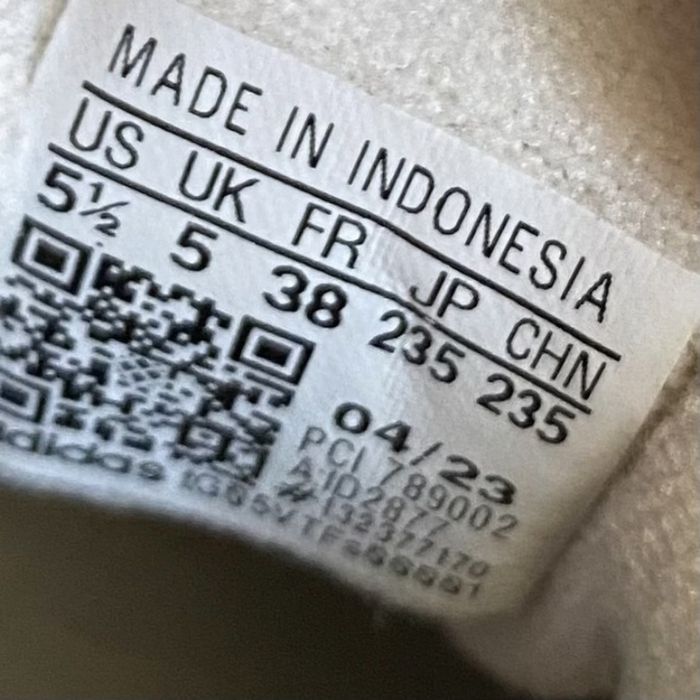 MADE IN INDONESIA
US UK FR JP CHN
5½ 5 38 235 235
04/23
PCI 789002
AJD2877
#132377170
adidas